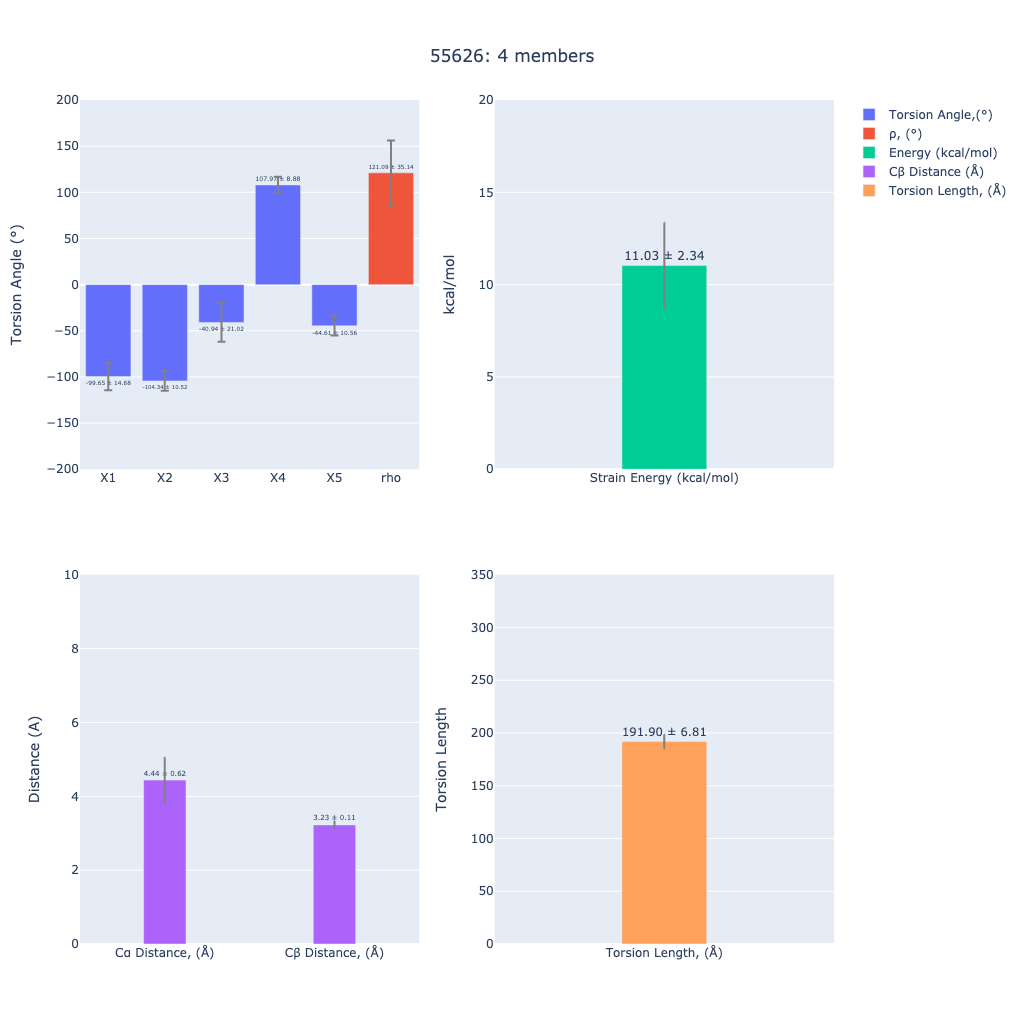 55626: 4 members
Torsion Angle (°)
200
150
100
50
0
−50
−100
−150
−200
-99.65 ± 14.68
-104.34 ± 10.52
-40.94 ± 21.02
107.97 ± 8.88
-44.61 ± 10.56
121.09 ± 35.14
X1 X2 X3 X4 X5 rho
kcal/mol
20
15
10
5
0
11.03 ± 2.34
Strain Energy (kcal/mol)
Torsion Angle,(°)
ρ, (°)
Energy (kcal/mol)
Cβ Distance (Å)
Torsion Length, (Å)
Distance (A)
10
8
6
4
2
0
4.44 ± 0.62
3.23 ± 0.11
Cα Distance, (Å) Cβ Distance, (Å)
Torsion Length
350
300
250
200
150
100
50
0
191.90 ± 6.81
Torsion Length, (Å)